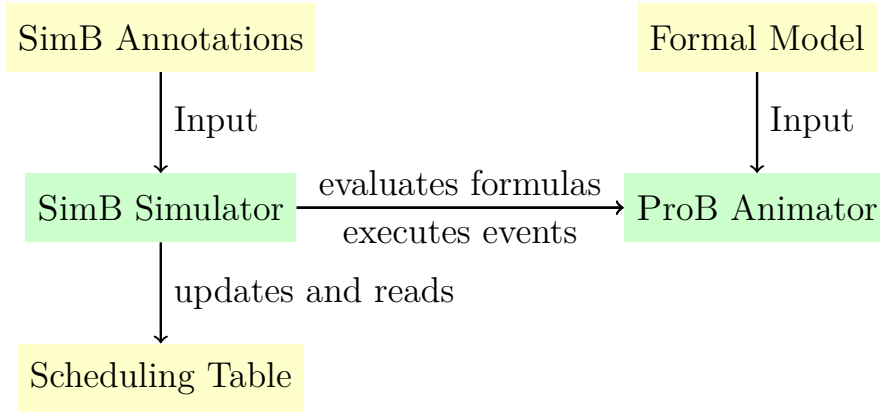 SimB Annotations
Formal Model
Input
Input
evaluates formulas
SimB Simulator
ProB Animator
executes events
updates and reads
Scheduling Table